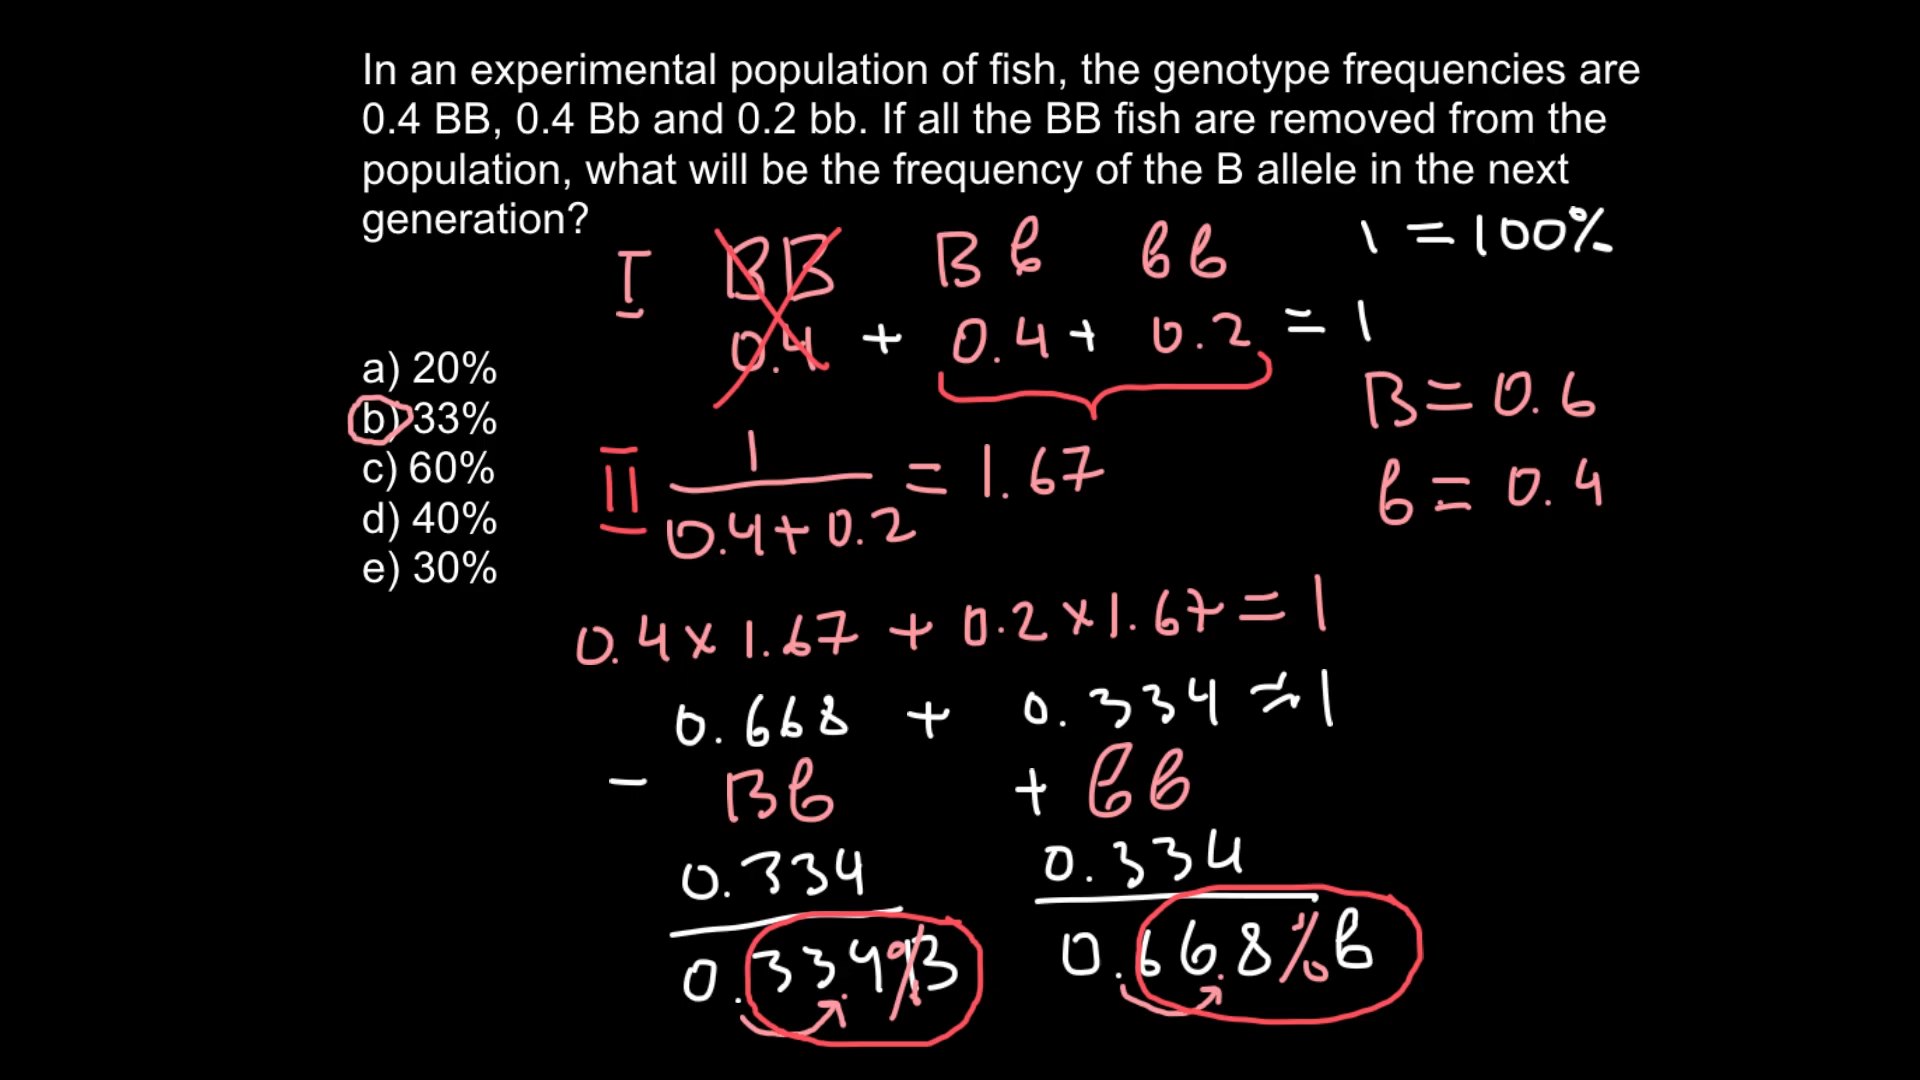 In an experimental population of fish, the genotype frequencies are
0.4 BB, 0.4 Bb and 0.2 bb. If all the BB fish are removed from the
population, what will be the frequency of the B allele in the next
generation?
1 = 100%
I BB Bb bb
0.4 + 0.4 + 0.2 = 1
a) 20%
b) 33%
c) 60%
d) 40%
e) 30%
B = 0.6
b = 0.4
II 1 / 0.4 + 0.2 = 1.67
0.4 x 1.67 + 0.2 x 1.67 = 1
0.668 + 0.334 ≈ 1
- Bb + bb
0.334 0.334
0.334% B 0.668% b